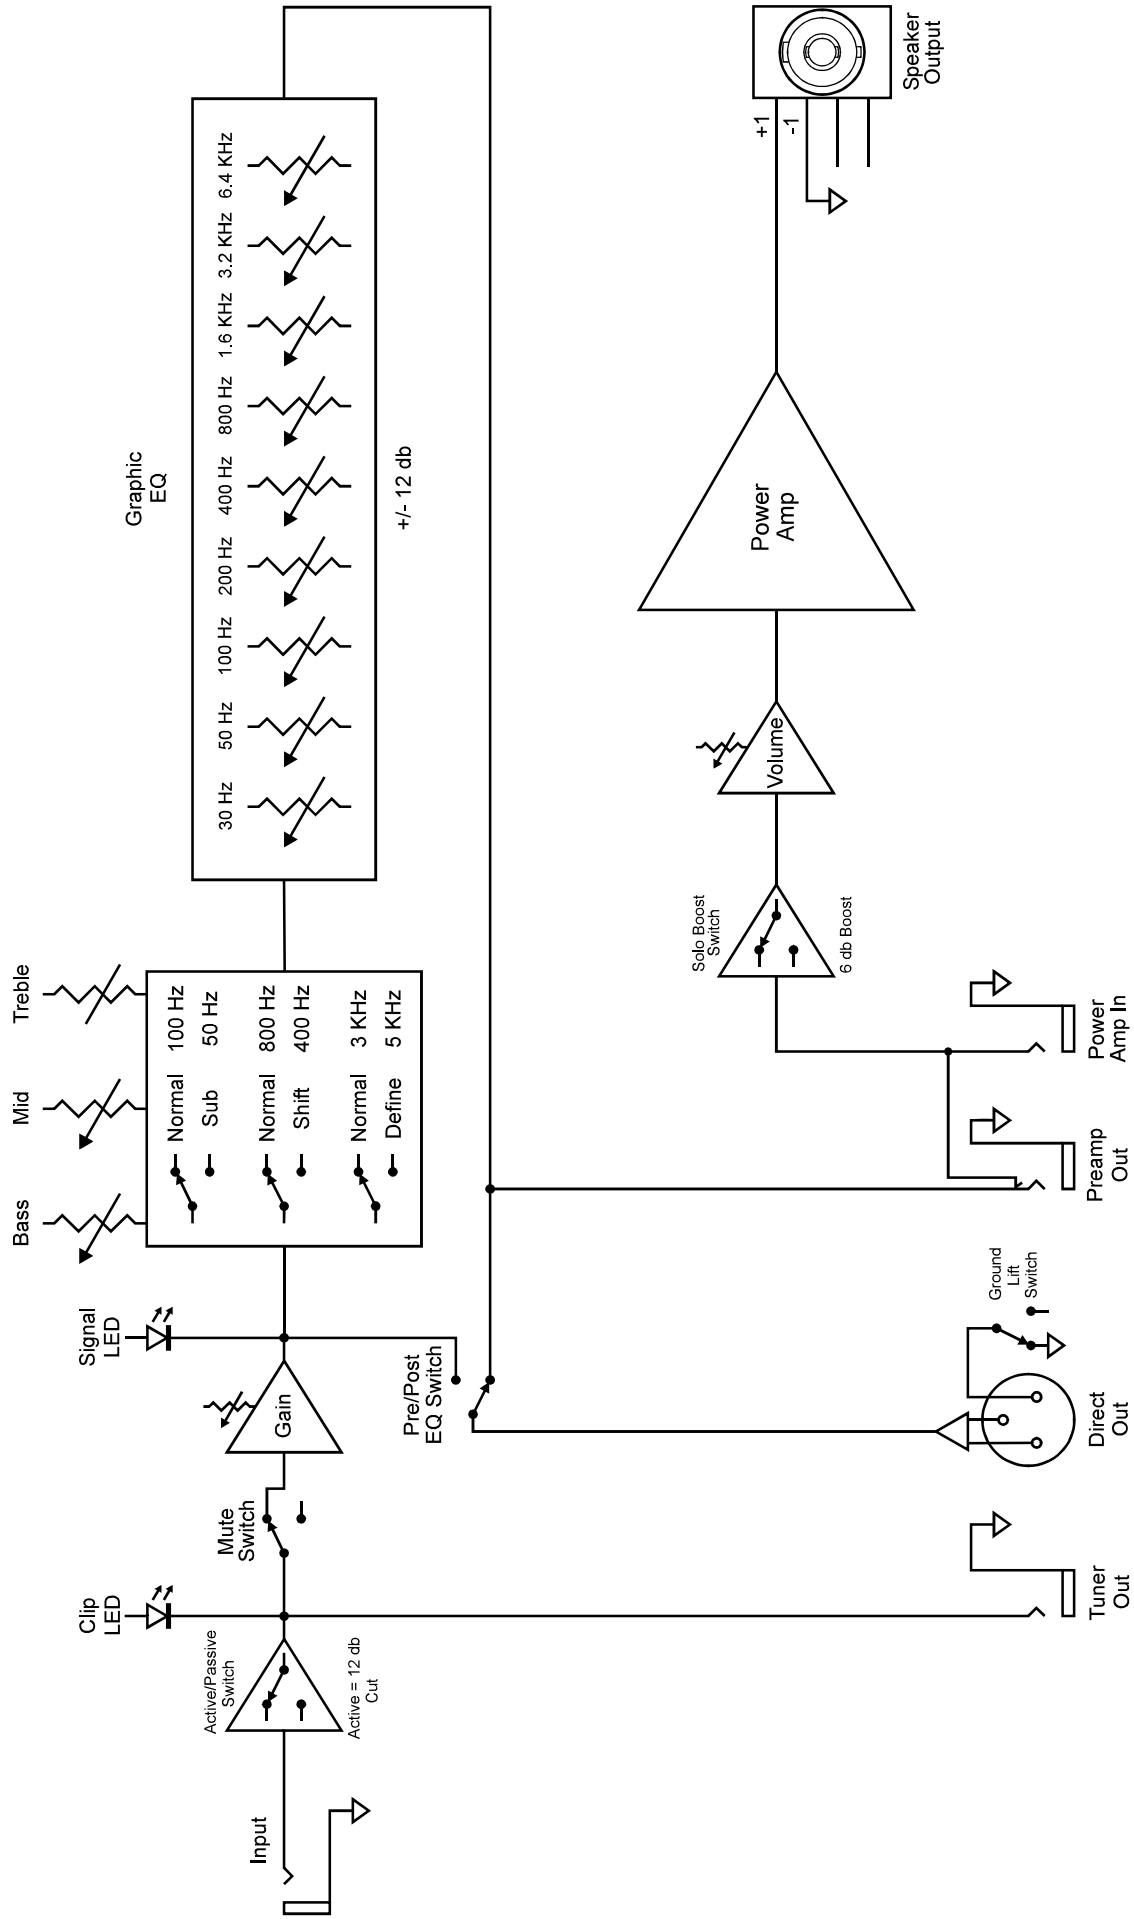 Input
Active/Passive
Switch
Active = 12 db
Cut
Clip
LED
Mute
Switch
Gain
Signal
LED
Pre/Post
EQ Switch
Bass
Mid
Treble
Normal 100 Hz
Sub 50 Hz
Normal 800 Hz
Shift 400 Hz
Normal 3 KHz
Define 5 KHz
Graphic
EQ
30 Hz
50 Hz
100 Hz
200 Hz
400 Hz
800 Hz
1.6 KHz
3.2 KHz
6.4 KHz
+/- 12 db
Tuner
Out
Direct
Out
Ground
Lift
Switch
Preamp
Out
Power
Amp In
Solo Boost
Switch
6 db Boost
Volume
Power
Amp
+1
-1
Speaker
Output